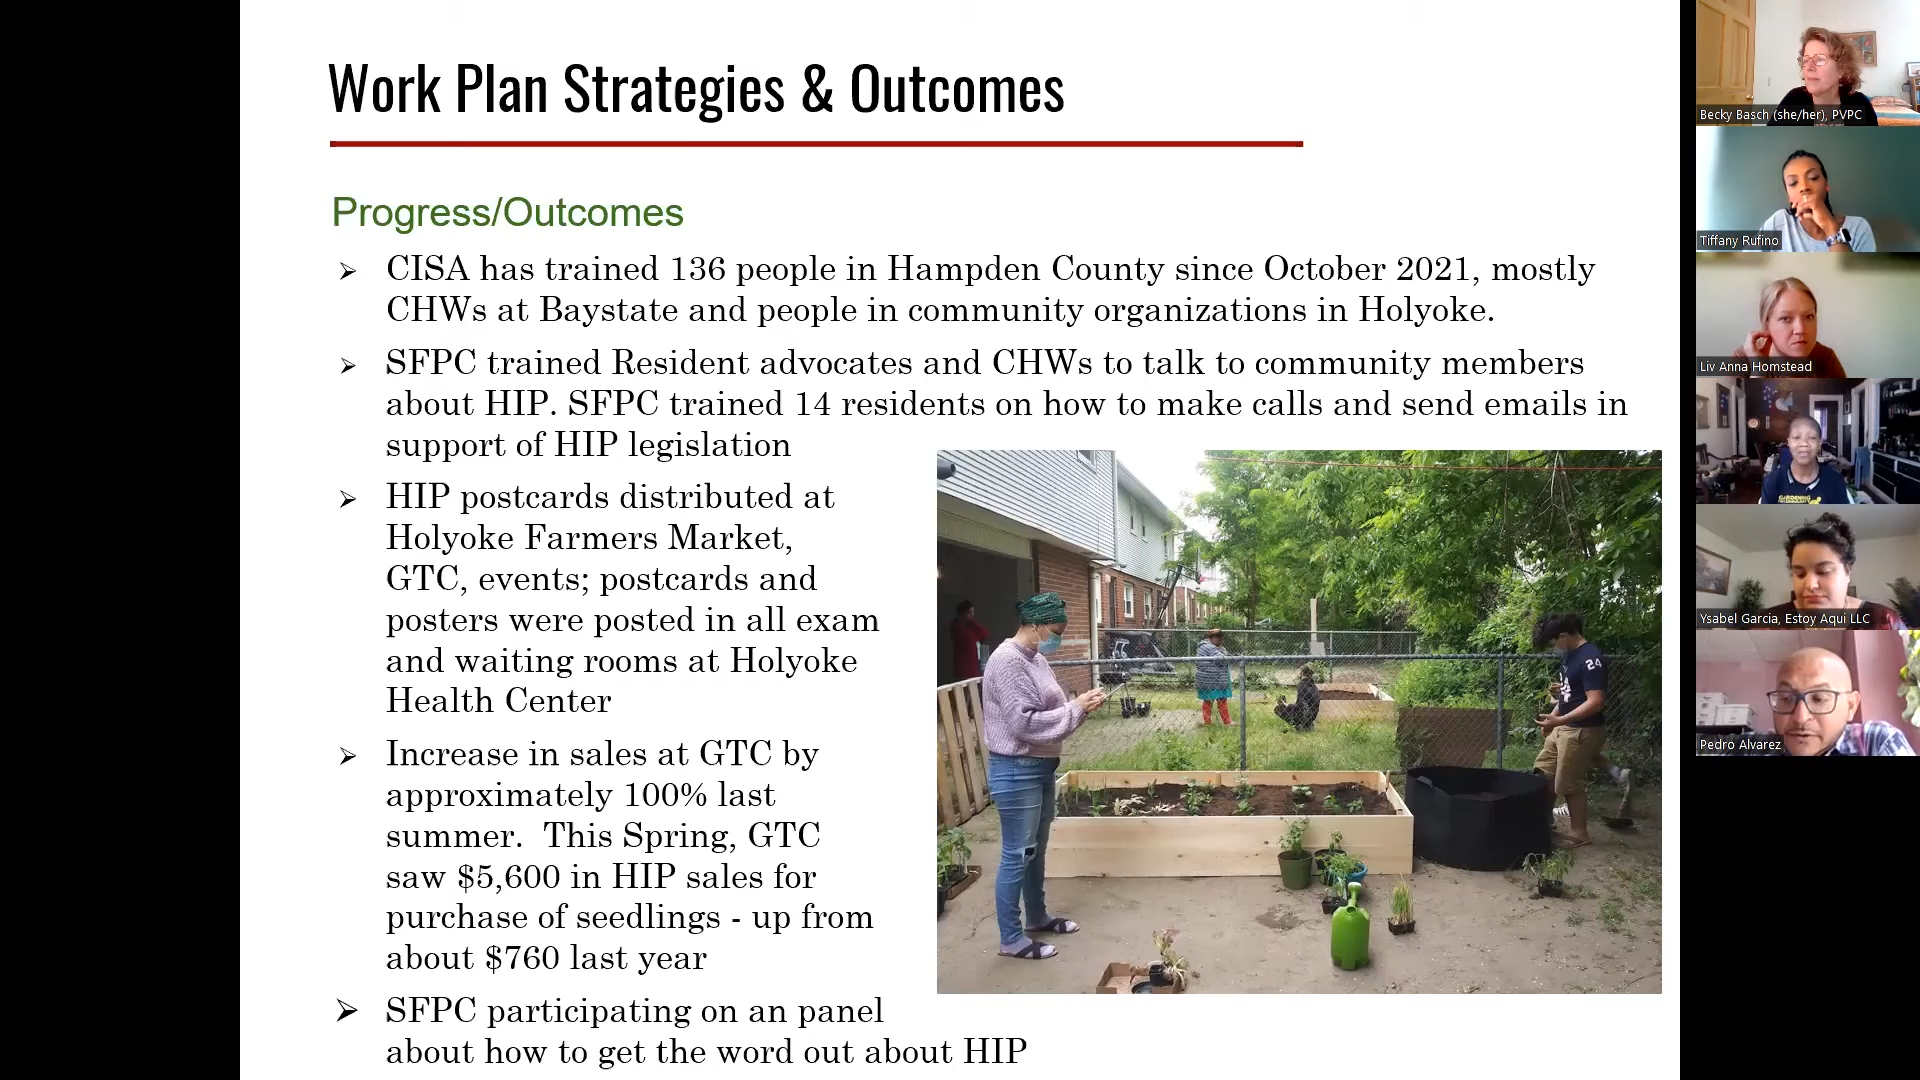 Work Plan Strategies & Outcomes
Progress/Outcomes
➢ CISA has trained 136 people in Hampden County since October 2021, mostly
CHWs at Baystate and people in community organizations in Holyoke.
➢ SFPC trained Resident advocates and CHWs to talk to community members
about HIP. SFPC trained 14 residents on how to make calls and send emails in
support of HIP legislation
➢ HIP postcards distributed at
Holyoke Farmers Market,
GTC, events; postcards and
posters were posted in all exam
and waiting rooms at Holyoke
Health Center
➢ Increase in sales at GTC by
approximately 100% last
summer.  This Spring, GTC
saw $5,600 in HIP sales for
purchase of seedlings - up from
about $760 last year
➢ SFPC participating on an panel
about how to get the word out about HIP
24
Becky Basch (she/her), PVPC
Tiffany Rufino
Liv Anna Homstead
GARDENING
Ysabel Garcia, Estoy Aqui LLC
Pedro Alvarez